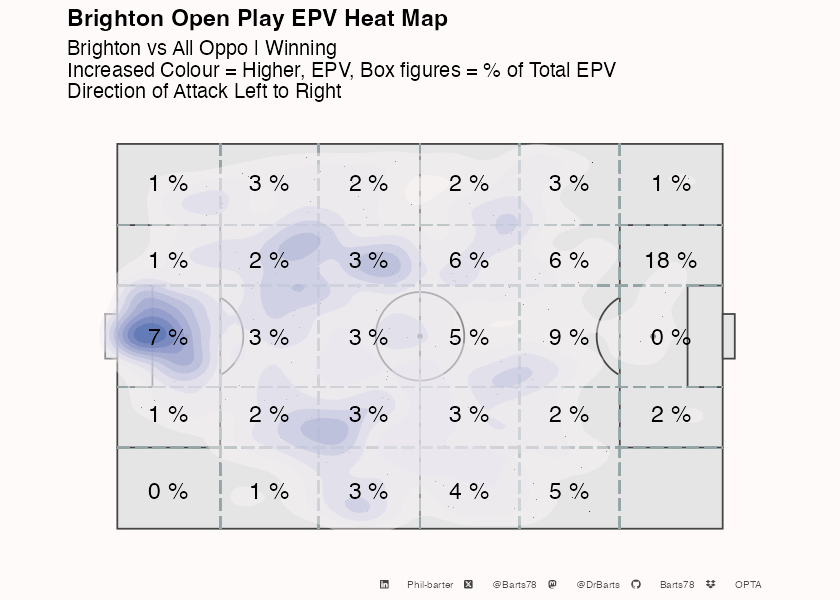 Brighton Open Play EPV Heat Map
Brighton vs All Oppo | Winning
Increased Colour = Higher, EPV, Box figures = % of Total EPV
Direction of Attack Left to Right
1 % 3 % 2 % 2 % 3 % 1 %
1 % 2 % 3 % 6 % 6 % 18 %
7 % 3 % 3 % 5 % 9 % 0 %
1 % 2 % 3 % 3 % 2 % 2 %
0 % 1 % 3 % 4 % 5 %
Phil-barter @Barts78 @DrBarts Barts78 OPTA